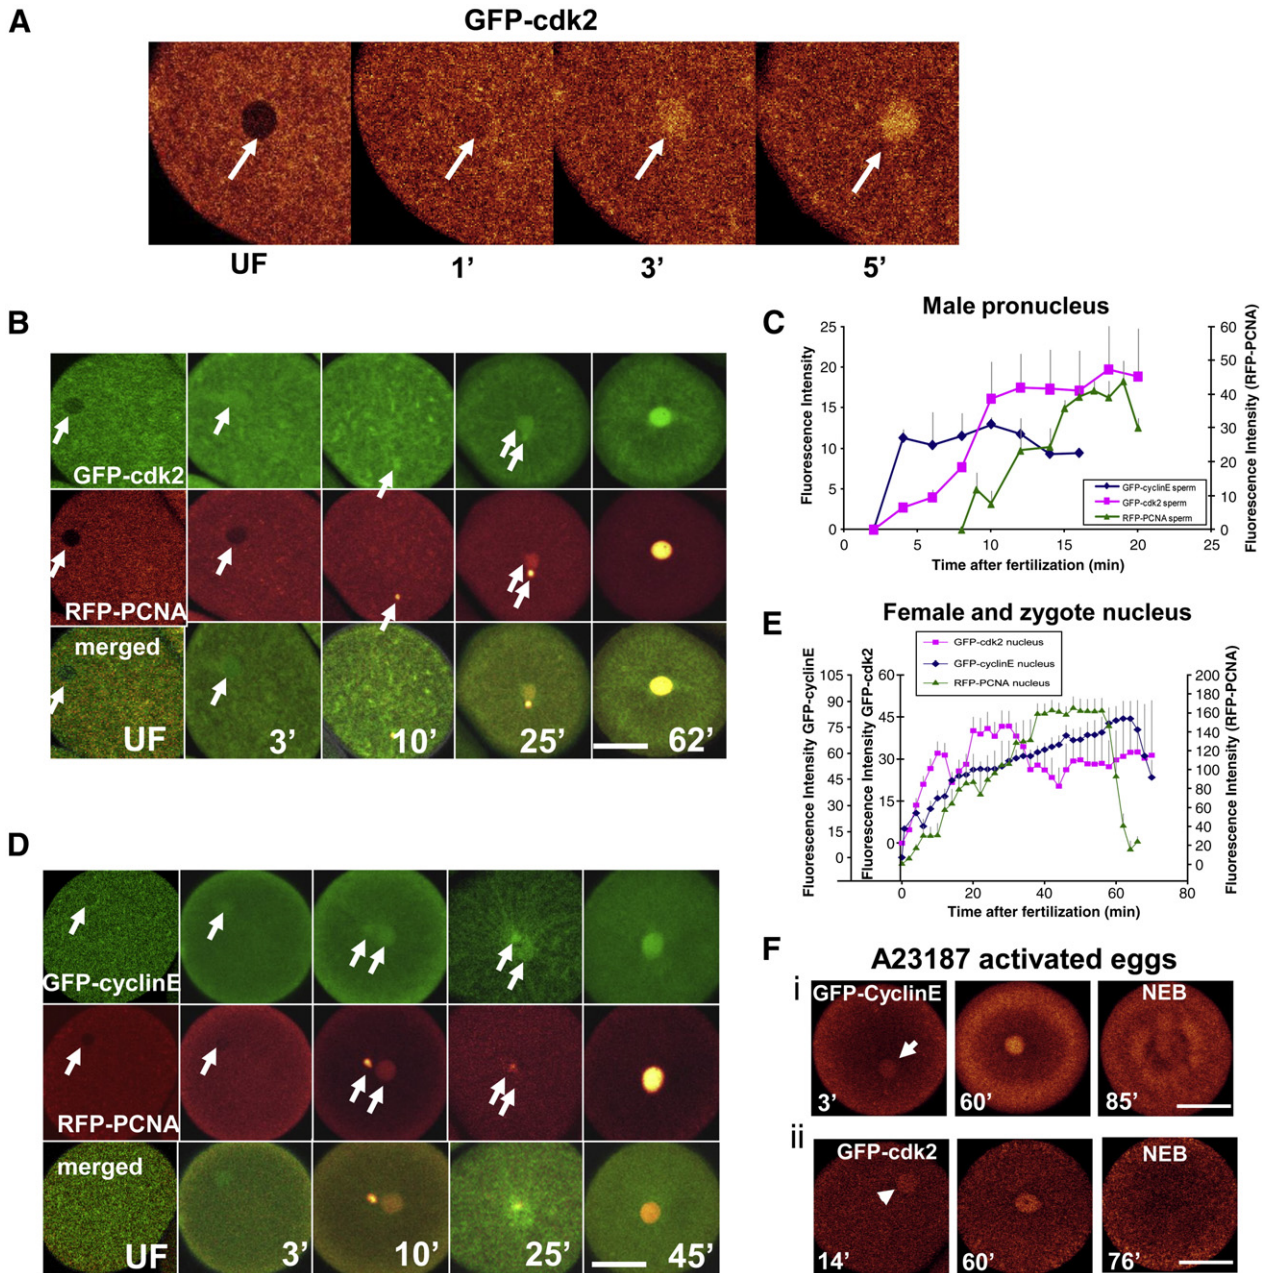 A
GFP-cdk2
UF
1’
3’
5’
B
GFP-cdk2
RFP-PCNA
merged
UF
3’
10’
25’
62’
C
Male pronucleus
Fluorescence Intensity
Fluorescence Intensity (RFP-PCNA)
25
20
15
10
5
0
60
50
40
30
20
10
0
GFP-cyclinE sperm
GFP-cdk2 sperm
RFP-PCNA sperm
0
5
10
15
20
25
Time after fertilization (min)
D
GFP-cyclinE
RFP-PCNA
merged
UF
3’
10’
25’
45’
E
Female and zygote nucleus
GFP-cdk2 nucleus
GFP-cyclinE nucleus
RFP-PCNA nucleus
Fluorescence Intensity GFP-cyclinE
105
90
75
60
45
30
15
0
Fluorescence Intensity GFP-cdk2
60
45
30
15
0
Fluorescence Intensity (RFP-PCNA)
200
180
160
140
120
100
80
60
40
20
0
0
20
40
60
80
Time after fertilization (min)
F
A23187 activated eggs
i
GFP-CyclinE
NEB
3’
60’
85’
ii
GFP-cdk2
NEB
14’
60’
76’